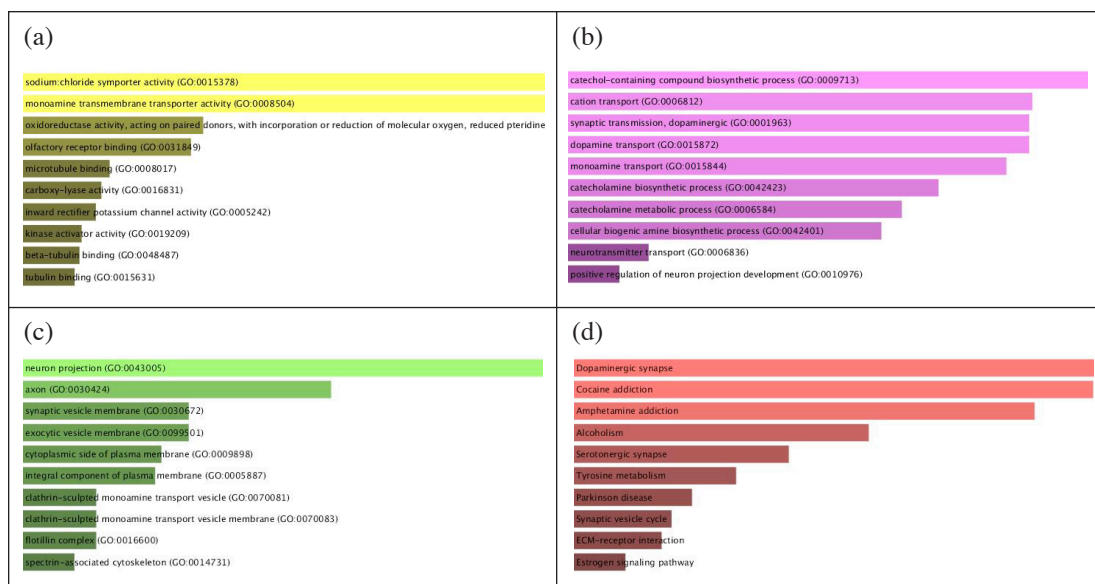 (a)
sodium:chloride symporter activity (GO:0015378)
monoamine transmembrane transporter activity (GO:0008504)
oxidoreductase activity, acting on paired donors, with incorporation or reduction of molecular oxygen, reduced pteridine
olfactory receptor binding (GO:0031849)
microtubule binding (GO:0008017)
carboxy-lyase activity (GO:0016831)
inward rectifier potassium channel activity (GO:0005242)
kinase activator activity (GO:0019209)
beta-tubulin binding (GO:0048487)
tubulin binding (GO:0015631)
(b)
catechol-containing compound biosynthetic process (GO:0009713)
cation transport (GO:0006812)
synaptic transmission, dopaminergic (GO:0001963)
dopamine transport (GO:0015872)
monoamine transport (GO:0015844)
catecholamine biosynthetic process (GO:0042423)
catecholamine metabolic process (GO:0006584)
cellular biogenic amine biosynthetic process (GO:0042401)
neurotransmitter transport (GO:0006836)
positive regulation of neuron projection development (GO:0010976)
(c)
neuron projection (GO:0043005)
axon (GO:0030424)
synaptic vesicle membrane (GO:0030672)
exocytic vesicle membrane (GO:0099501)
cytoplasmic side of plasma membrane (GO:0009898)
integral component of plasma membrane (GO:0005887)
clathrin-sculpted monoamine transport vesicle (GO:0070081)
clathrin-sculpted monoamine transport vesicle membrane (GO:0070083)
flotillin complex (GO:0016600)
spectrin-associated cytoskeleton (GO:0014731)
(d)
Dopaminergic synapse
Cocaine addiction
Amphetamine addiction
Alcoholism
Serotonergic synapse
Tyrosine metabolism
Parkinson disease
Synaptic vesicle cycle
ECM-receptor interaction
Estrogen signaling pathway